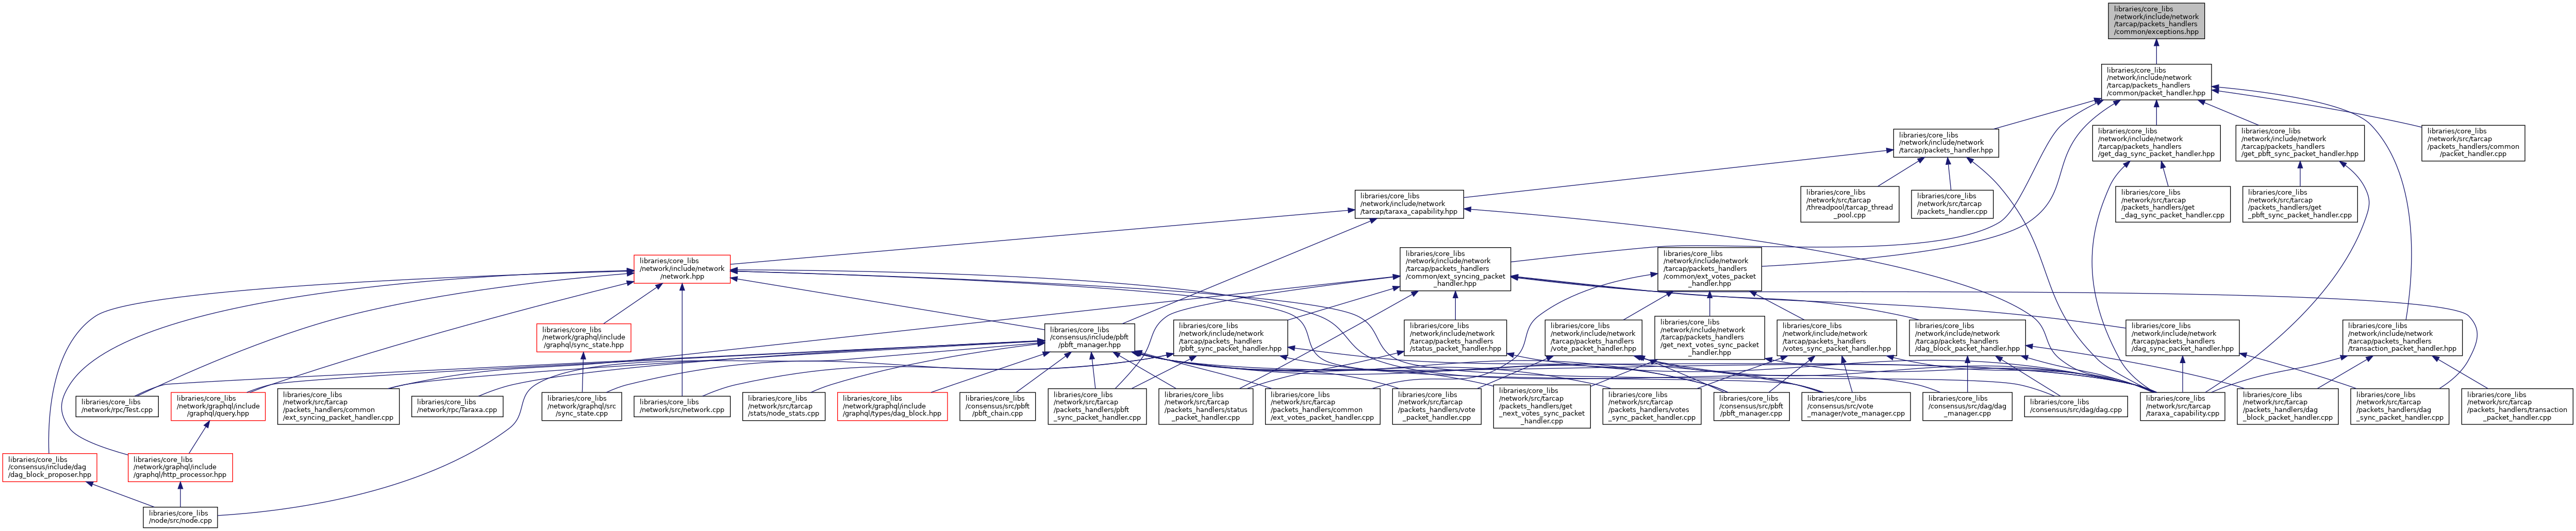 libraries/core_libs
/network/include/network
/tarcap/packets_handlers
/common/exceptions.hpp
libraries/core_libs
/network/include/network
/tarcap/packets_handlers
/common/packet_handler.hpp
libraries/core_libs
/network/include/network
/tarcap/packets_handler.hpp
libraries/core_libs
/network/include/network
/tarcap/packets_handlers
/get_dag_sync_packet_handler.hpp
libraries/core_libs
/network/include/network
/tarcap/packets_handlers
/get_pbft_sync_packet_handler.hpp
libraries/core_libs
/network/src/tarcap
/packets_handlers/common
/packet_handler.cpp
libraries/core_libs
/network/include/network
/tarcap/taraxa_capability.hpp
libraries/core_libs
/network/src/tarcap
/threadpool/tarcap_thread
_pool.cpp
libraries/core_libs
/network/src/tarcap
/packets_handler.cpp
libraries/core_libs
/network/src/tarcap
/packets_handlers/get
_dag_sync_packet_handler.cpp
libraries/core_libs
/network/src/tarcap
/packets_handlers/get
_pbft_sync_packet_handler.cpp
libraries/core_libs
/network/include/network
/network.hpp
libraries/core_libs
/network/include/network
/tarcap/packets_handlers
/common/ext_syncing_packet
_handler.hpp
libraries/core_libs
/network/include/network
/tarcap/packets_handlers
/common/ext_votes_packet
_handler.hpp
libraries/core_libs
/network/graphql/include
/graphql/sync_state.hpp
libraries/core_libs
/consensus/include/pbft
/pbft_manager.hpp
libraries/core_libs
/network/include/network
/tarcap/packets_handlers
/pbft_sync_packet_handler.hpp
libraries/core_libs
/network/include/network
/tarcap/packets_handlers
/status_packet_handler.hpp
libraries/core_libs
/network/include/network
/tarcap/packets_handlers
/vote_packet_handler.hpp
libraries/core_libs
/network/include/network
/tarcap/packets_handlers
/get_next_votes_sync_packet
_handler.hpp
libraries/core_libs
/network/include/network
/tarcap/packets_handlers
/votes_sync_packet_handler.hpp
libraries/core_libs
/network/include/network
/tarcap/packets_handlers
/dag_block_packet_handler.hpp
libraries/core_libs
/network/include/network
/tarcap/packets_handlers
/dag_sync_packet_handler.hpp
libraries/core_libs
/network/include/network
/tarcap/packets_handlers
/transaction_packet_handler.hpp
libraries/core_libs
/network/rpc/Test.cpp
libraries/core_libs
/network/graphql/include
/graphql/query.hpp
libraries/core_libs
/network/src/tarcap
/packets_handlers/common
/ext_syncing_packet_handler.cpp
libraries/core_libs
/network/rpc/Taraxa.cpp
libraries/core_libs
/network/graphql/src
/sync_state.cpp
libraries/core_libs
/network/src/network.cpp
libraries/core_libs
/network/src/tarcap
/stats/node_stats.cpp
libraries/core_libs
/network/graphql/include
/graphql/types/dag_block.hpp
libraries/core_libs
/consensus/src/pbft
/pbft_chain.cpp
libraries/core_libs
/network/src/tarcap
/packets_handlers/pbft
_sync_packet_handler.cpp
libraries/core_libs
/network/src/tarcap
/packets_handlers/status
_packet_handler.cpp
libraries/core_libs
/network/src/tarcap
/packets_handlers/common
/ext_votes_packet_handler.cpp
libraries/core_libs
/network/src/tarcap
/packets_handlers/vote
_packet_handler.cpp
libraries/core_libs
/network/src/tarcap
/packets_handlers/get
_next_votes_sync_packet
_handler.cpp
libraries/core_libs
/network/src/tarcap
/packets_handlers/votes
_sync_packet_handler.cpp
libraries/core_libs
/consensus/src/pbft
/pbft_manager.cpp
libraries/core_libs
/consensus/src/vote
_manager/vote_manager.cpp
libraries/core_libs
/consensus/src/dag/dag
_manager.cpp
libraries/core_libs
/consensus/src/dag/dag.cpp
libraries/core_libs
/network/src/tarcap
/taraxa_capability.cpp
libraries/core_libs
/network/src/tarcap
/packets_handlers/dag
_block_packet_handler.cpp
libraries/core_libs
/network/src/tarcap
/packets_handlers/dag
_sync_packet_handler.cpp
libraries/core_libs
/network/src/tarcap
/packets_handlers/transaction
_packet_handler.cpp
libraries/core_libs
/consensus/include/dag
/dag_block_proposer.hpp
libraries/core_libs
/network/graphql/include
/graphql/http_processor.hpp
libraries/core_libs
/node/src/node.cpp